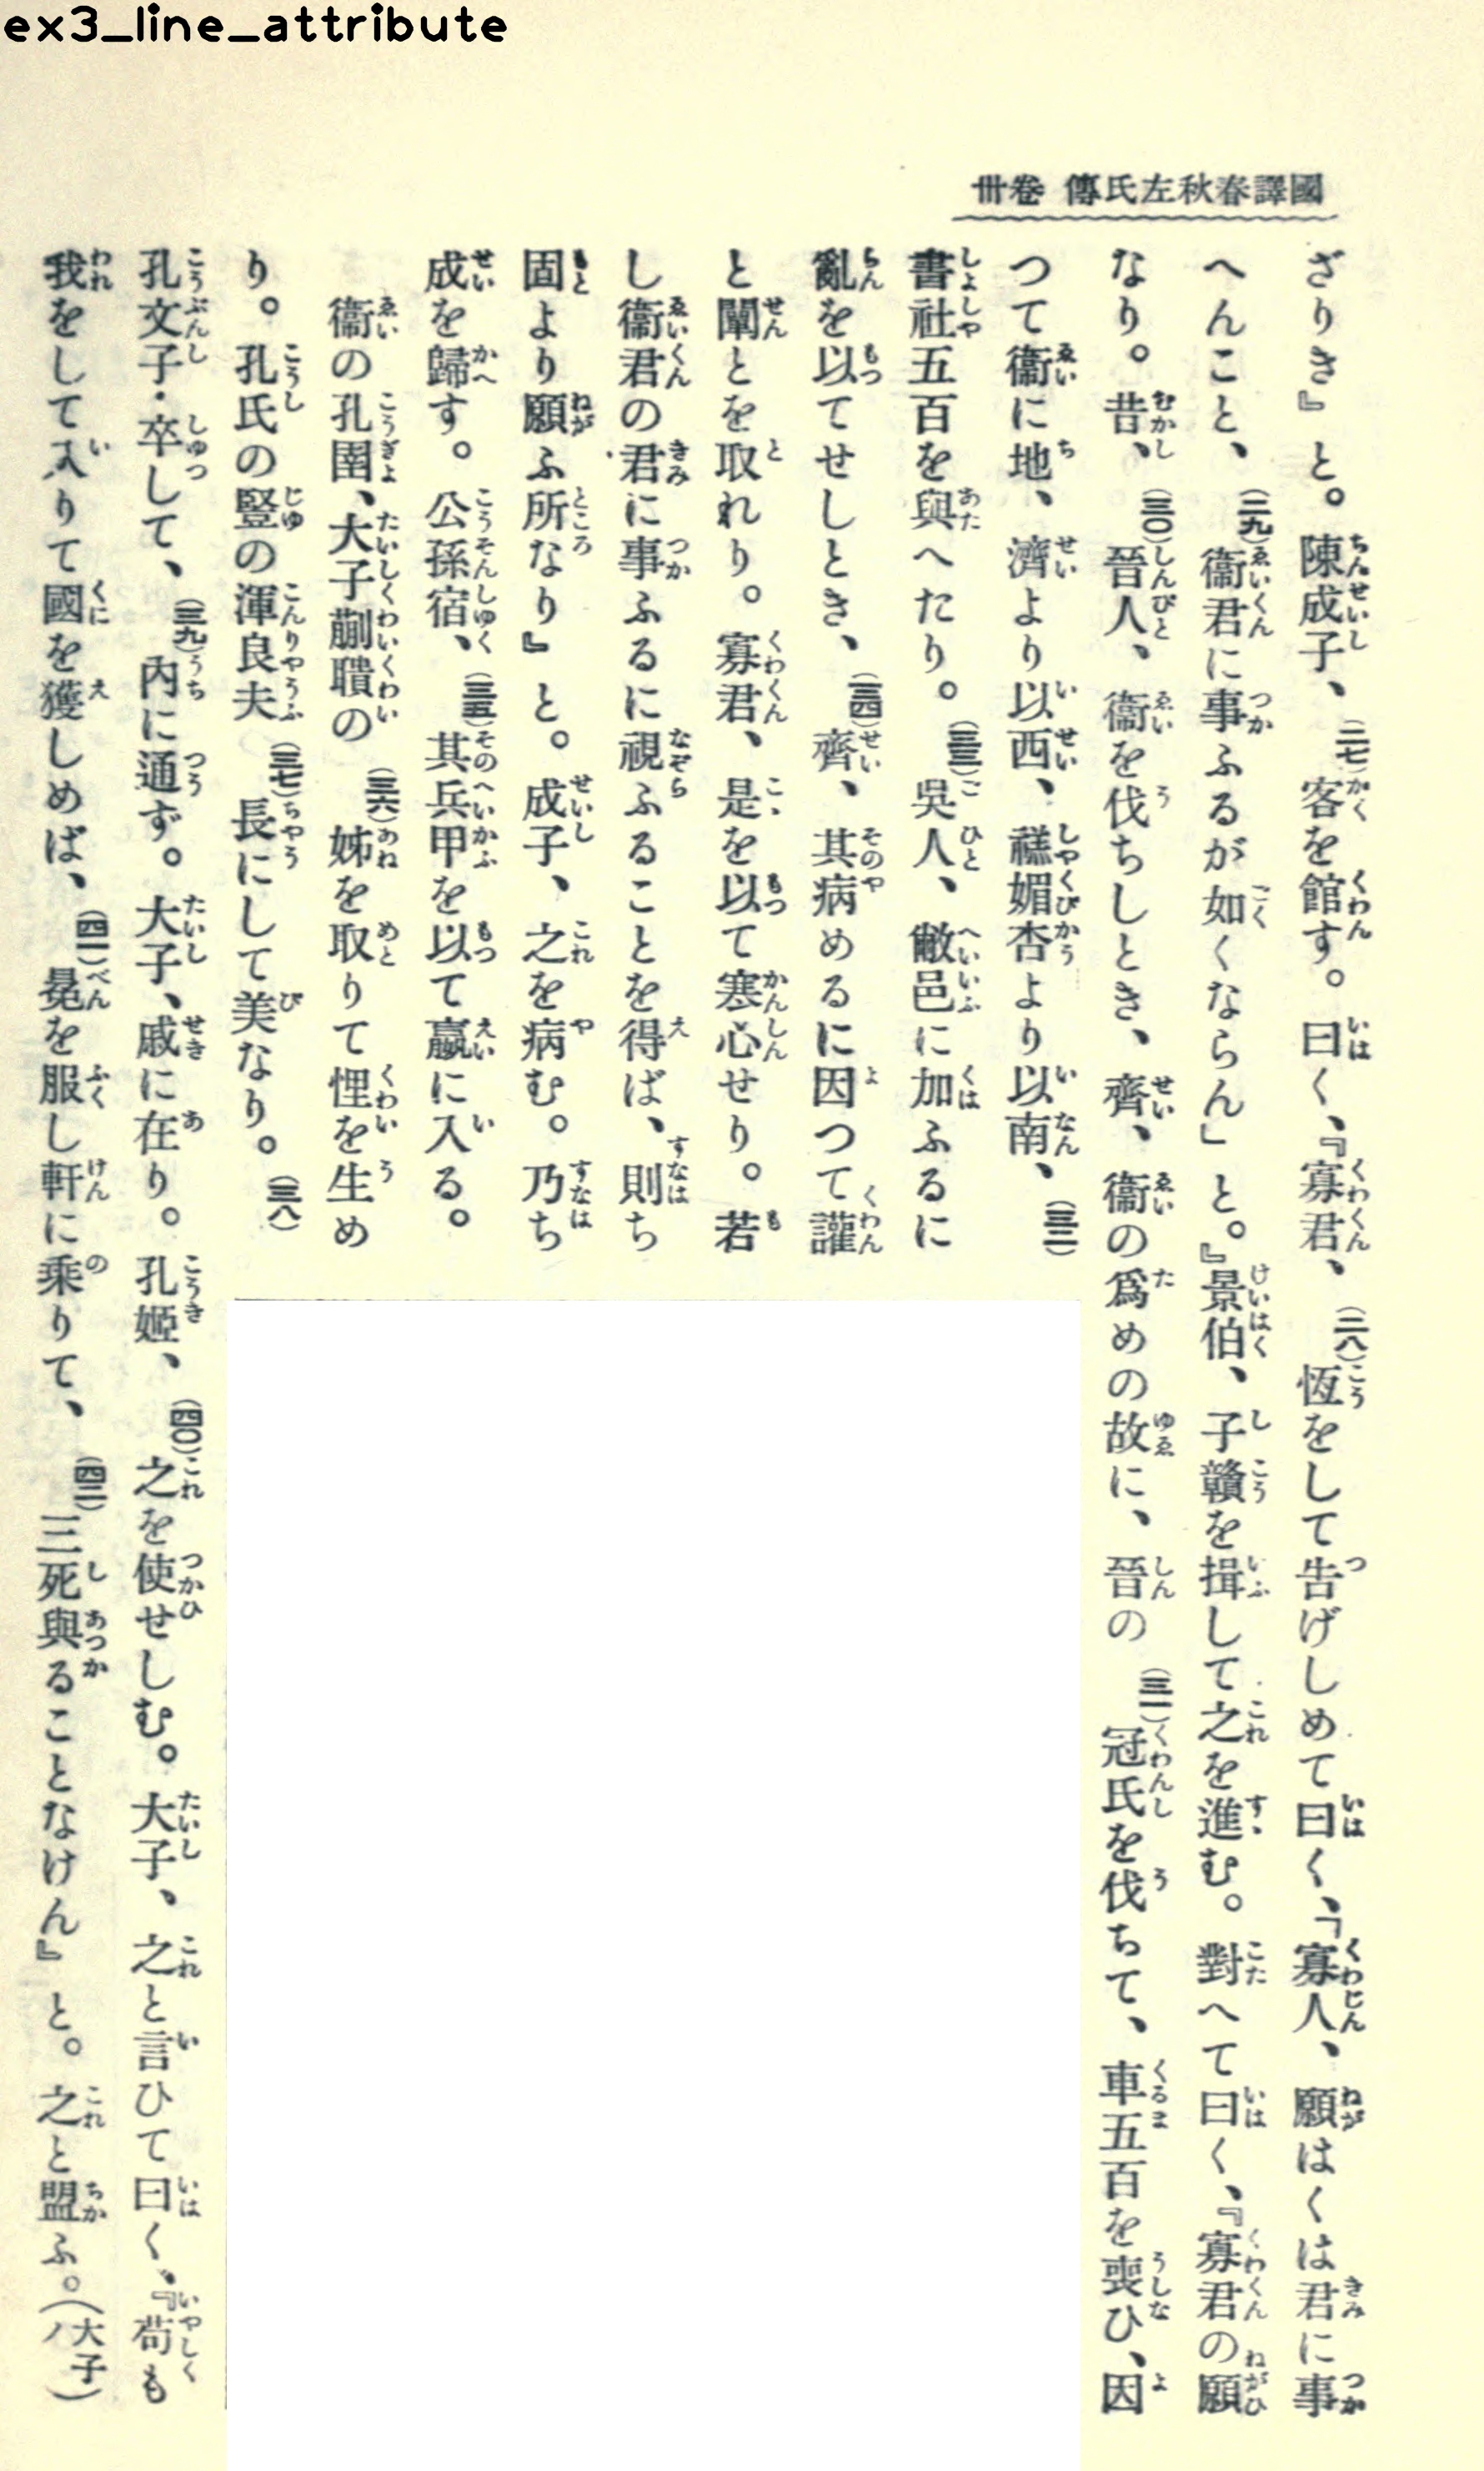 ex3_line_attribute
國譯春秋左氏傳 卷卅
ざりき』と。陳成子、(二七)客を館す。曰く、『寡君、(二八)恆をして告げしめて曰く、「寡人、願はくは君に事
へんこと、(二九)衞君に事ふるが如くならん」と。』景伯、子贛を揖して之を進む。對へて曰く、『寡君の願
なり。昔、(三〇)晉人、衞を伐ちしとき、齊、衞の爲めの故に、晉の(三一)冠氏を伐ちて、車五百を喪ひ、因
つて衞に地、濟より以西、禚媚杏より以南、(三二)
書社五百を與へたり。(三三)吳人、敝邑に加ふるに
亂を以てせしとき、(三四)齊、其病めるに因つて讙
と闡とを取れり。寡君、是を以て寒心せり。若
し衞君の君に事ふるに視ふることを得ば、則ち
固より願ふ所なり』と。成子、之を病む。乃ち
成を歸す。公孫宿、(三五)其兵甲を以て嬴に入る。
衞の孔圉、大子蒯聵の(三六)姊を取りて悝を生め
り。孔氏の豎の渾良夫(三七)長にして美なり。(三八)
孔文子・卒して、(三九)內に通ず。大子、戚に在り。孔姬、(四〇)之を使せしむ。大子、之と言ひて曰く、『苟も
我をして入りて國を獲しめば、(四一)冕を服し軒に乘りて、(四二)三死與ることなけん』と。之と盟ふ。(大子ノ)